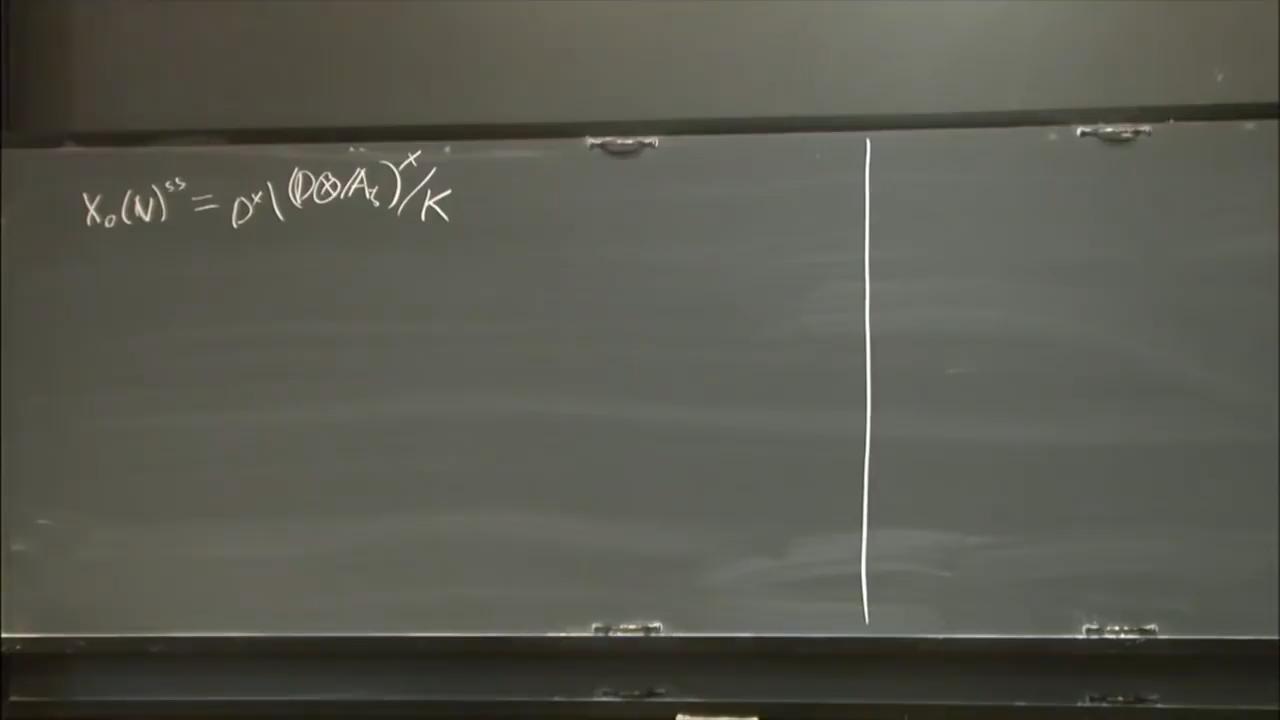 X₀(N)^{ss} = D^× \ (D⊗𝔸_f)^× / K